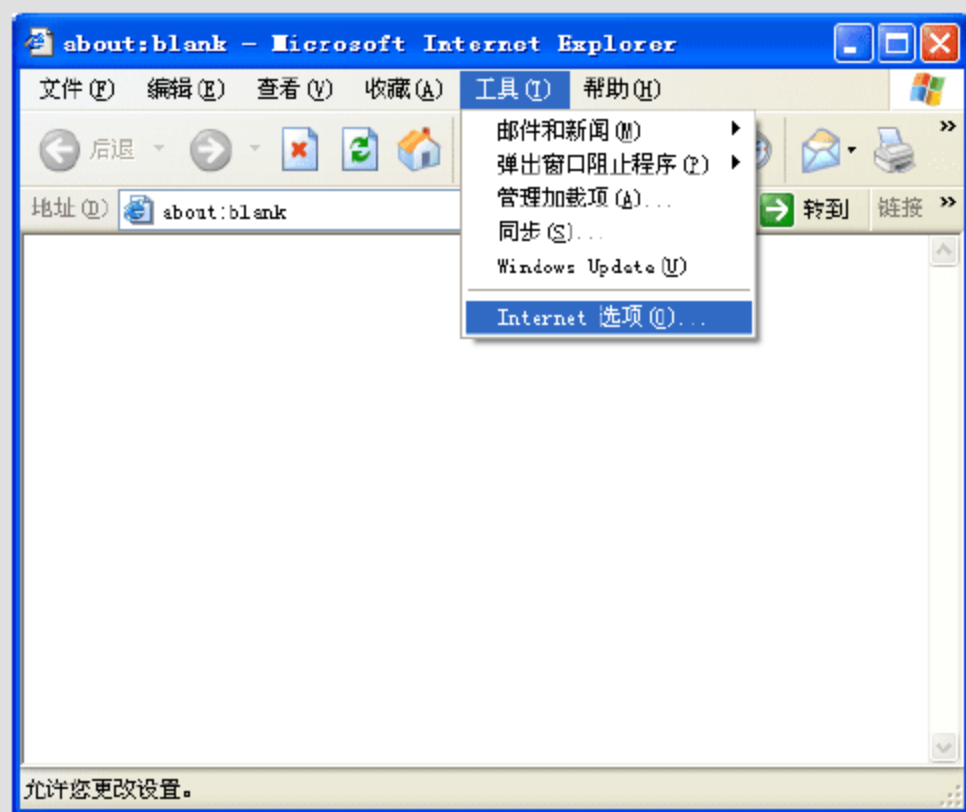 about:blank - Microsoft Internet Explorer
文件(F) 编辑(E) 查看(V) 收藏(A) 工具(T) 帮助(H)
后退
邮件和新闻(M)
弹出窗口阻止程序(P)
管理加载项(A)...
同步(S)...
Windows Update(U)
Internet 选项(O)...
地址(D) about:blank 转到 链接 »
允许您更改设置。